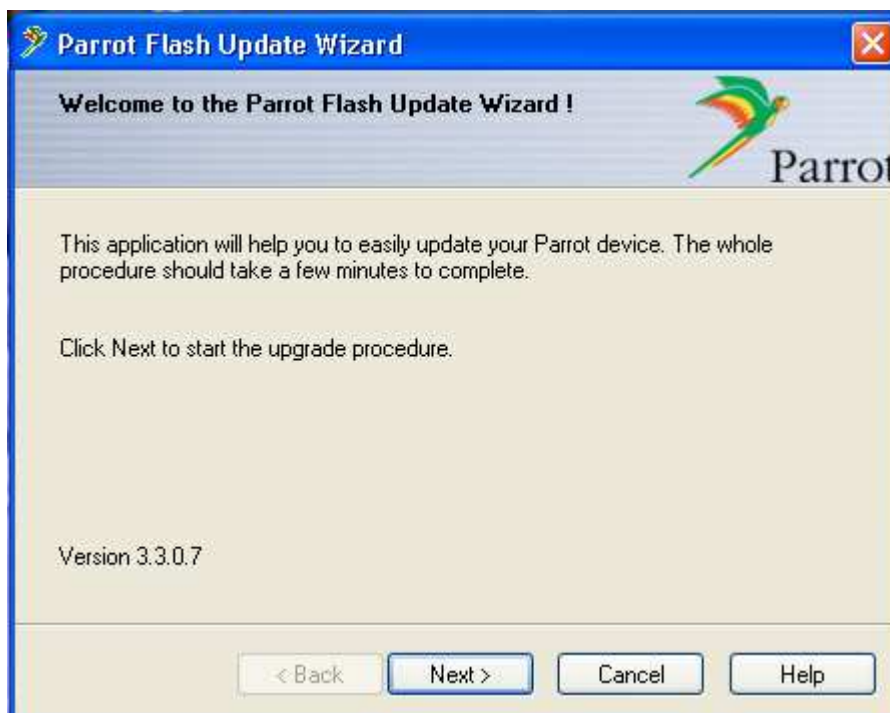 Parrot Flash Update Wizard
Welcome to the Parrot Flash Update Wizard !
Parrot
This application will help you to easily update your Parrot device. The whole
procedure should take a few minutes to complete.
Click Next to start the upgrade procedure.
Version 3.3.0.7
< Back Next > Cancel Help